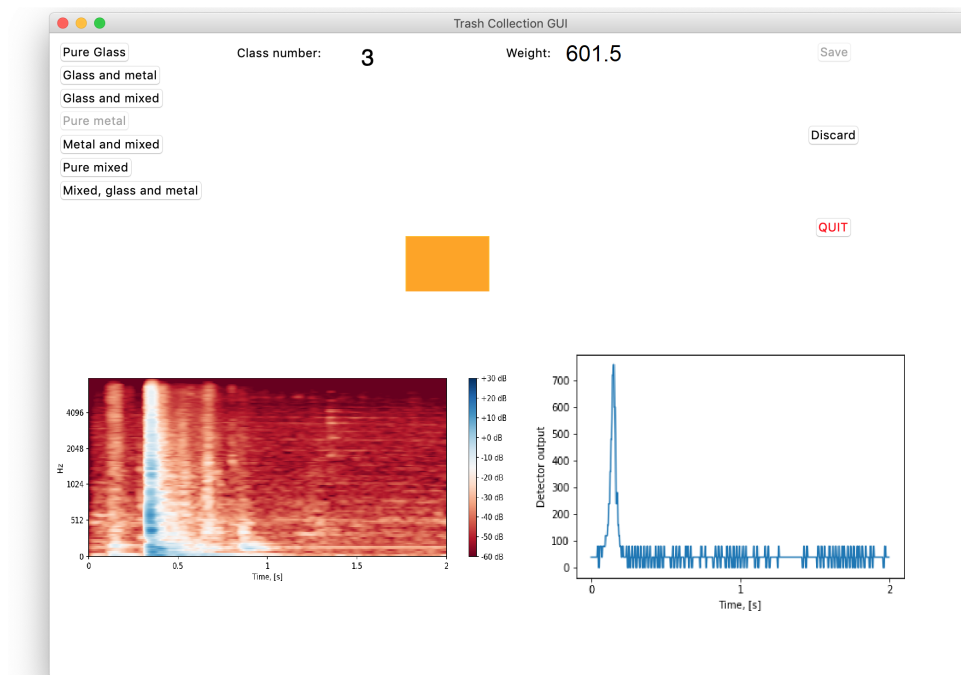 Trash Collection GUI
Pure Glass
Class number: 3
Weight: 601.5
Save
Glass and metal
Glass and mixed
Pure metal
Discard
Metal and mixed
Pure mixed
Mixed, glass and metal
QUIT
4096
2048
1024
512
0
Hz
0 0.5 1 1.5 2
Time, [s]
+30 dB
+20 dB
+10 dB
+0 dB
-10 dB
-20 dB
-30 dB
-40 dB
-50 dB
-60 dB
700
600
500
400
300
200
100
0
Detector output
0 1 2
Time, [s]